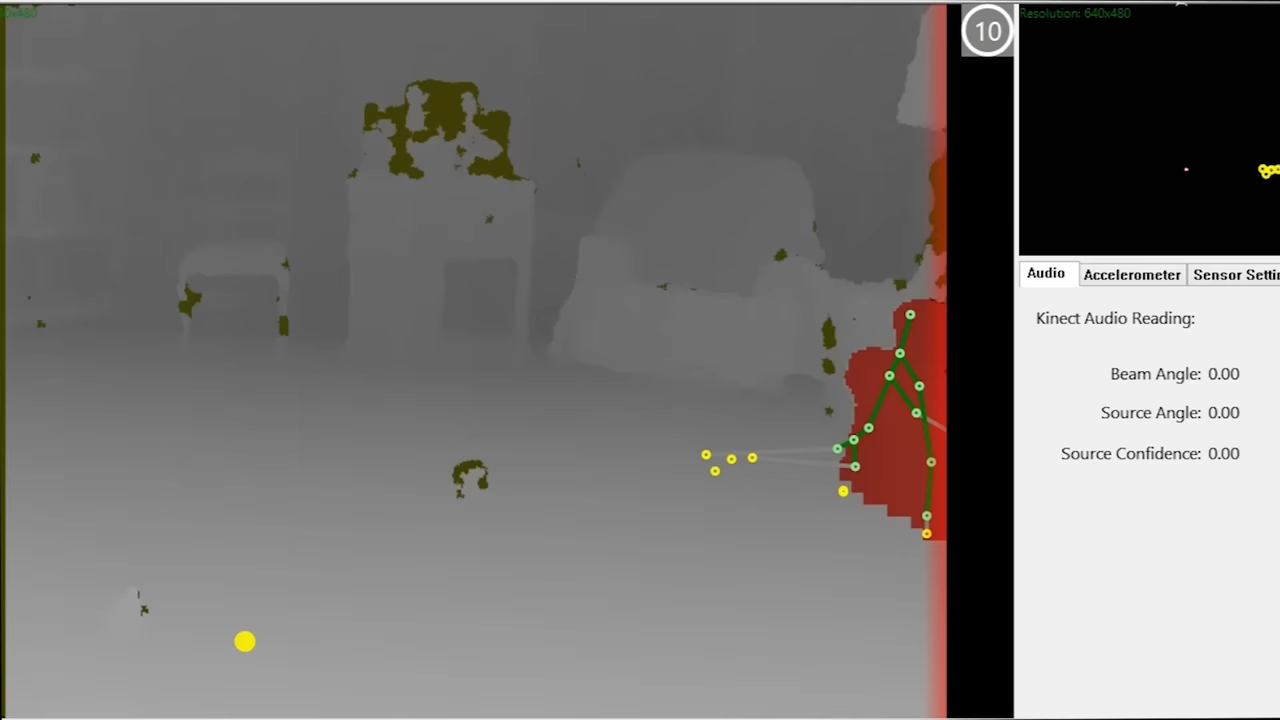 0x480
10
Resolution: 640x480
Audio
Accelerometer
Sensor Setti
Kinect Audio Reading:
Beam Angle: 0.00
Source Angle: 0.00
Source Confidence: 0.00